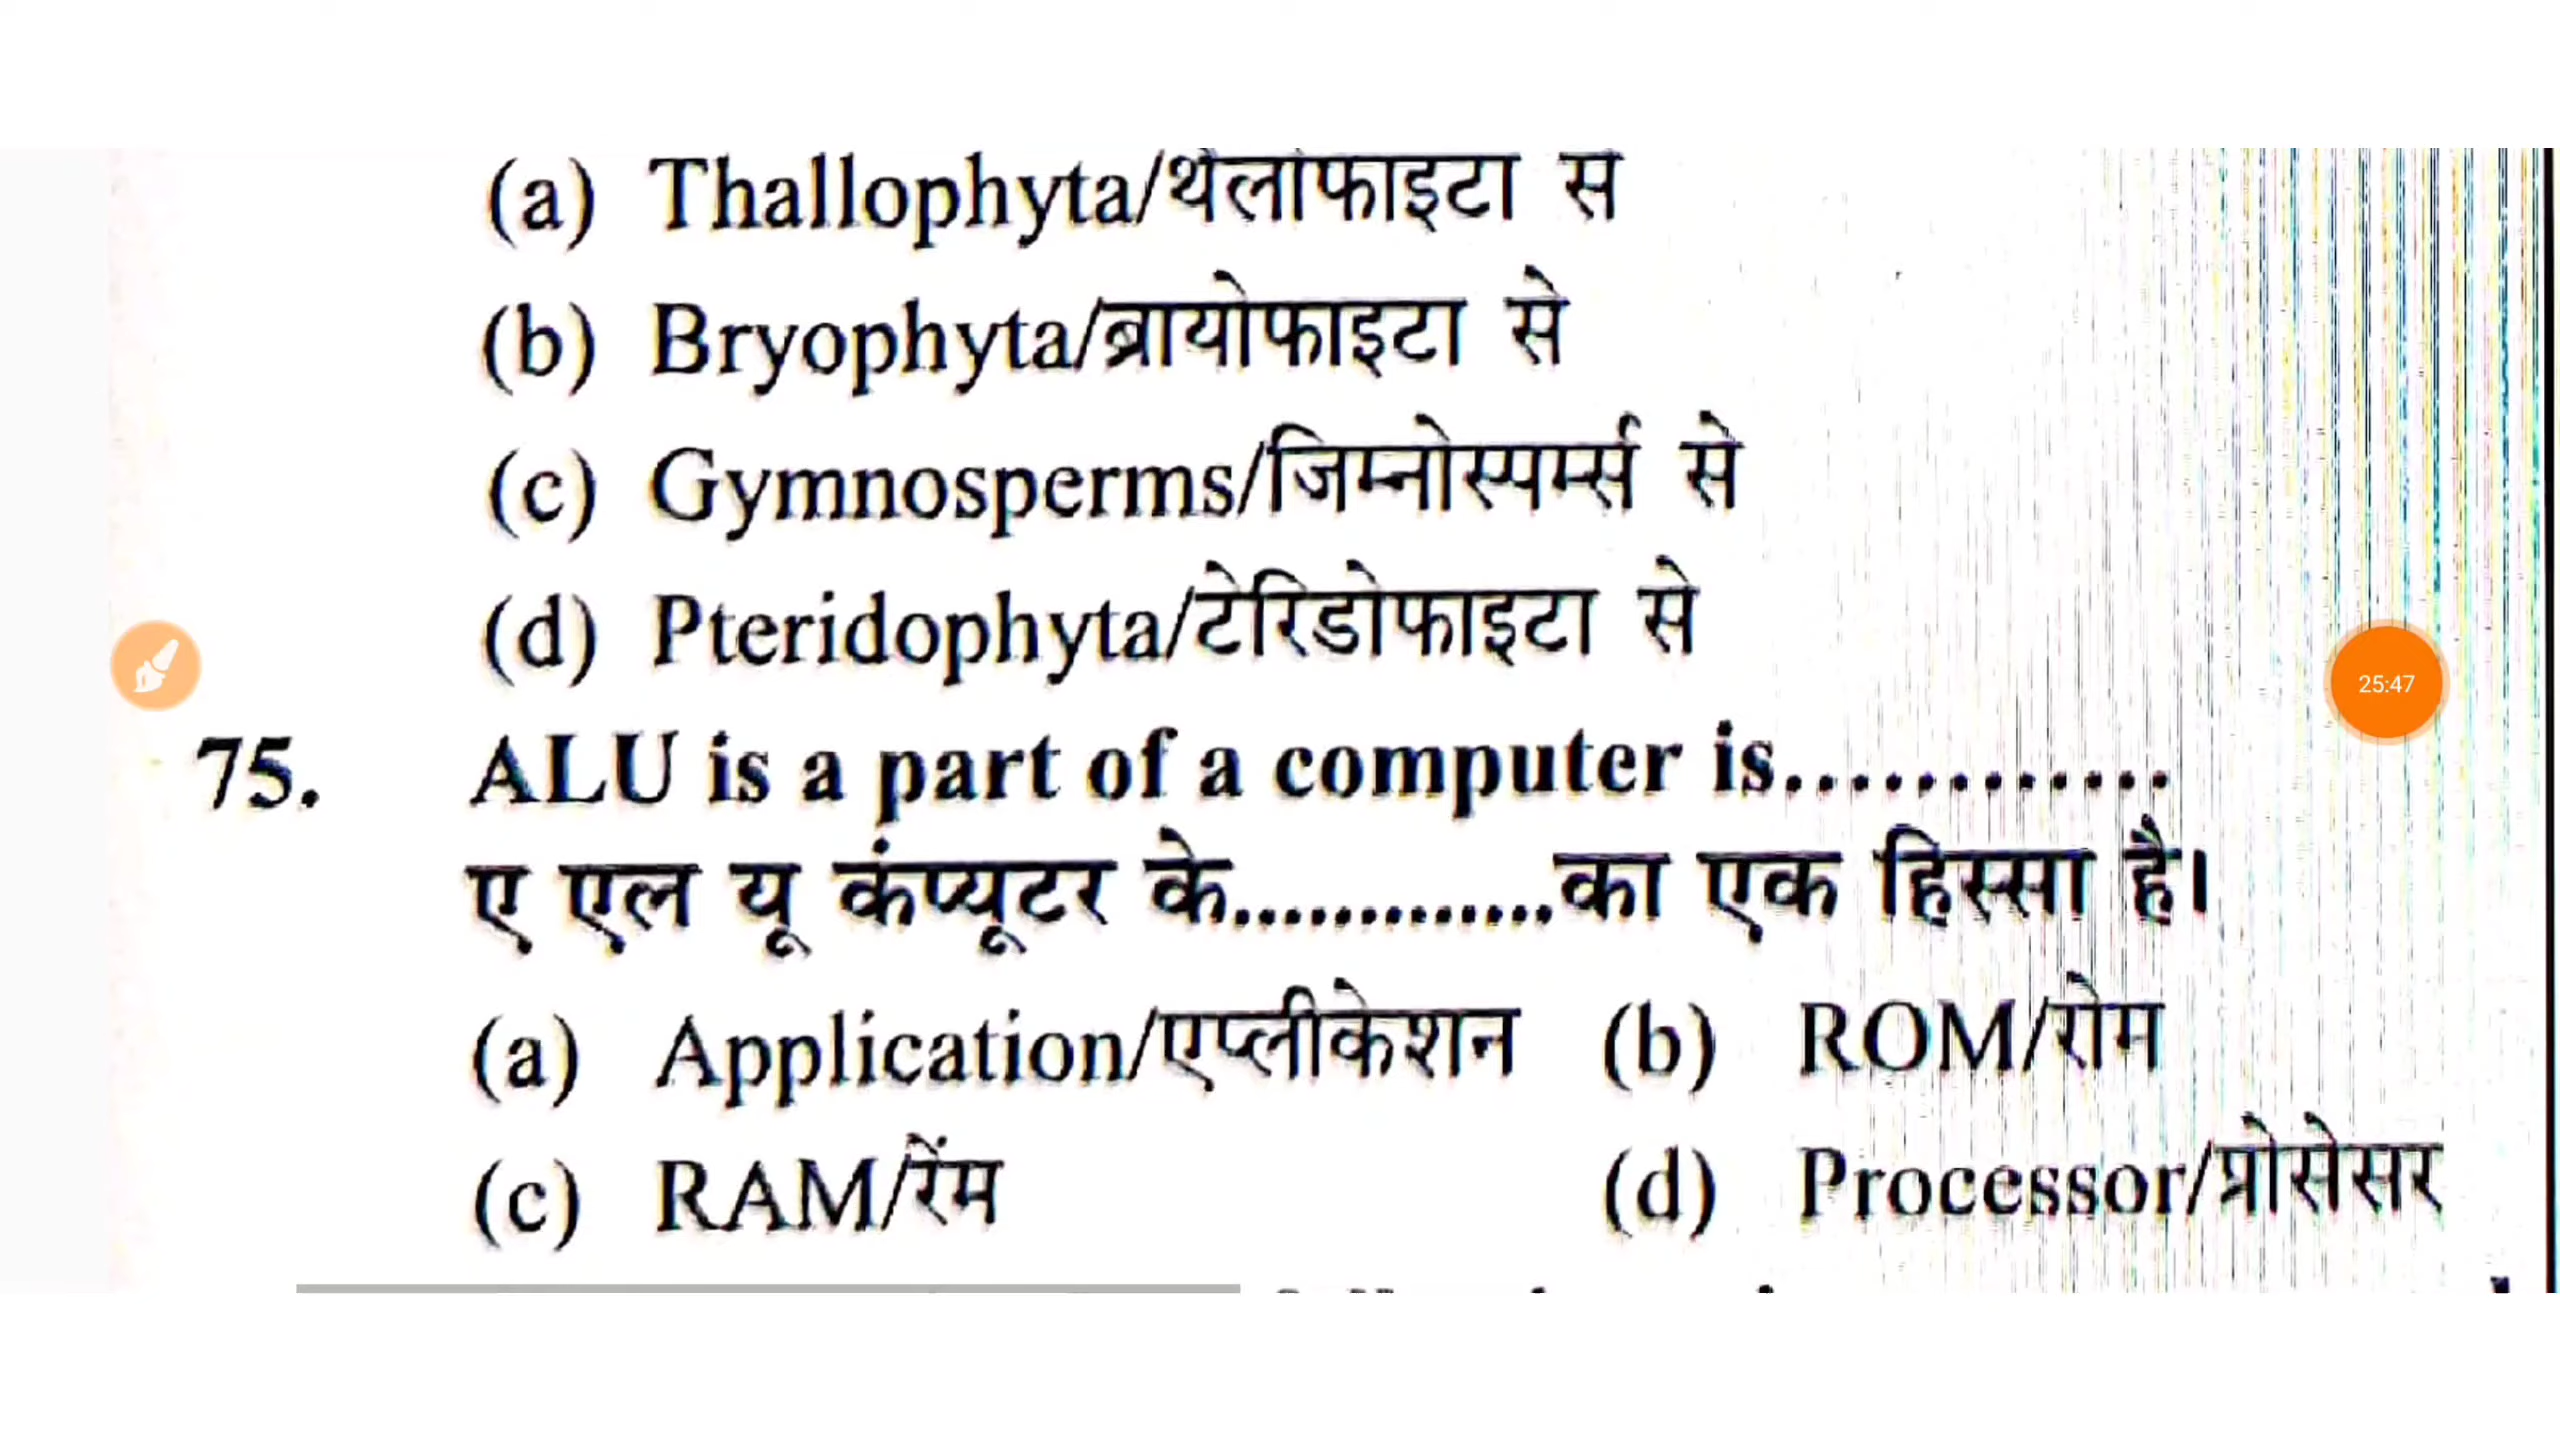 (a) Thallophyta/थैलोफाइटा से
(b) Bryophyta/ब्रायोफाइटा से
(c) Gymnosperms/जिम्नोस्पर्म्स से
(d) Pteridophyta/टेरिडोफाइटा से
25:47
75. ALU is a part of a computer is.............
ए एल यू कंप्यूटर के.............का एक हिस्सा है।
(a) Application/एप्लीकेशन (b) ROM/रोम
(c) RAM/रेंम (d) Processor/प्रोसेसर